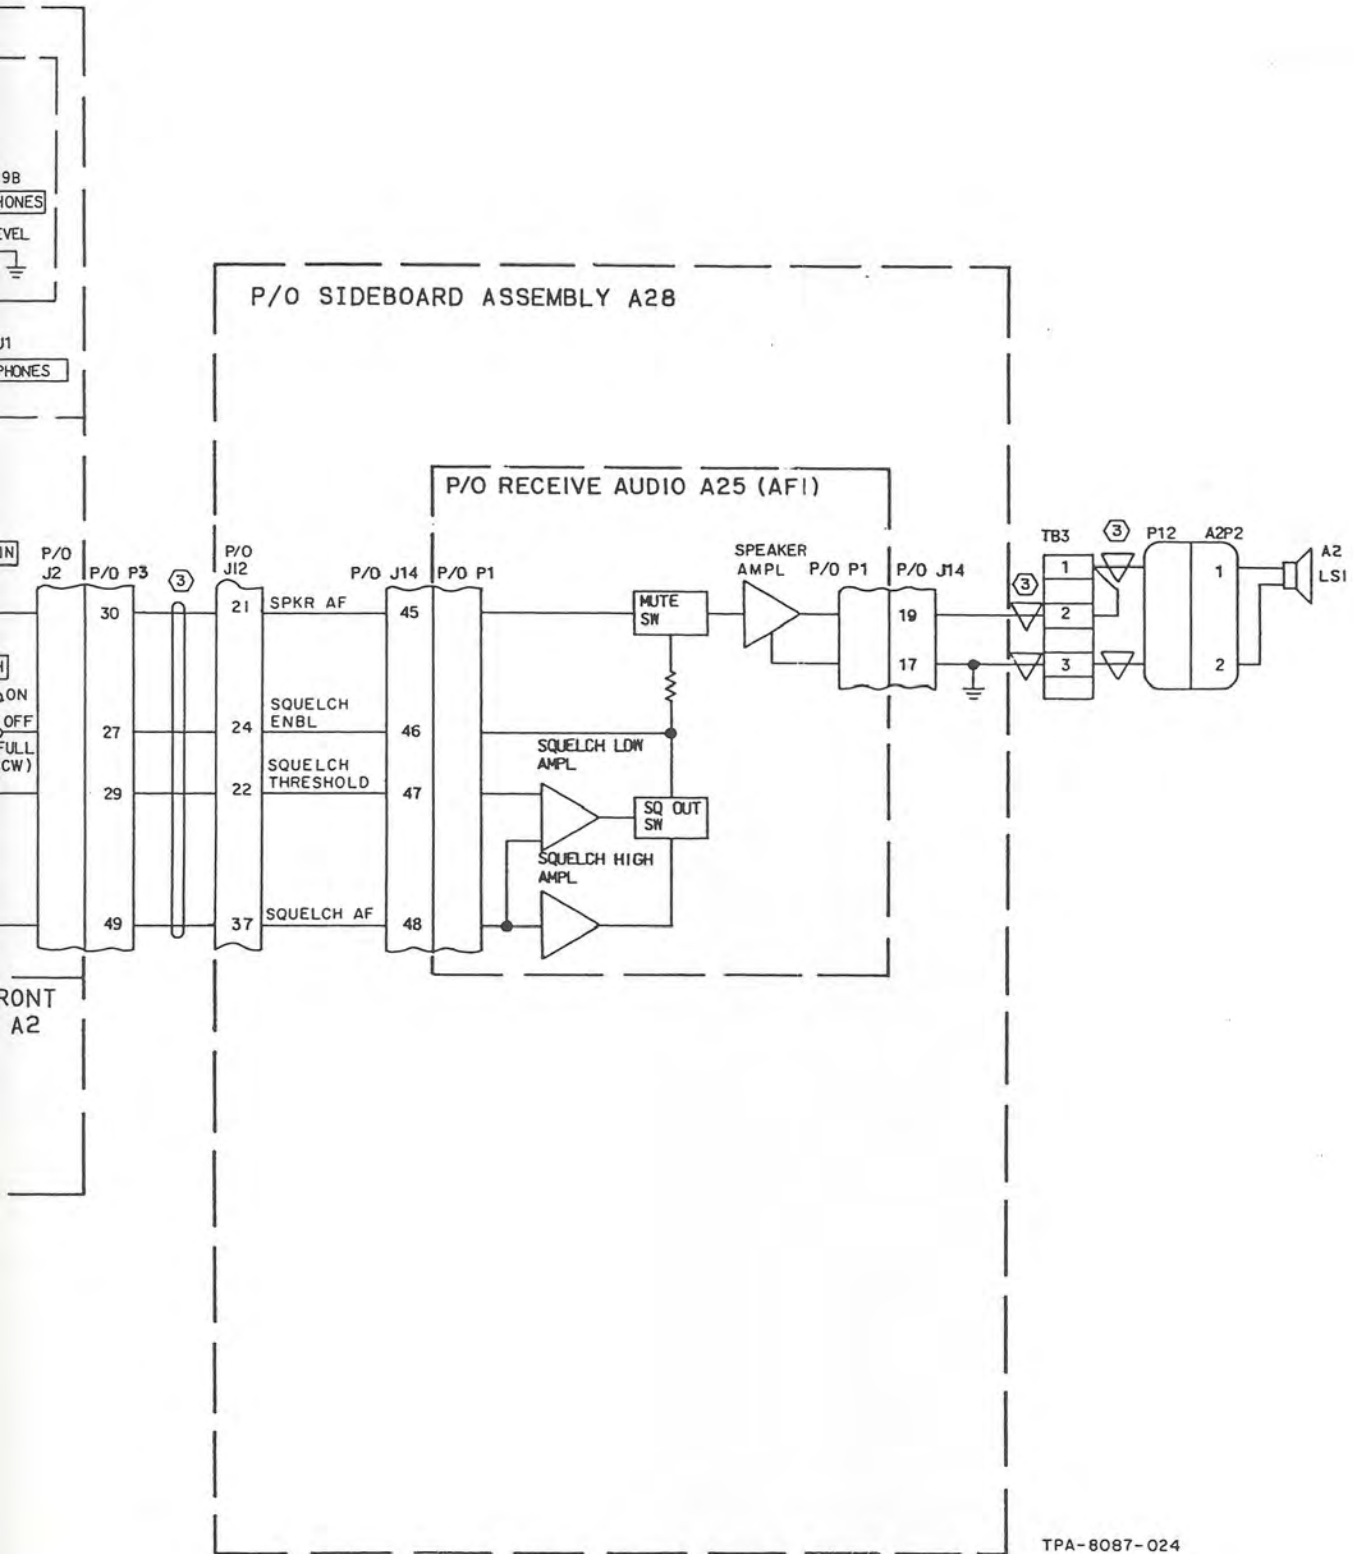 9B
HONES
EVEL
J1
PHONES
P/O SIDEBOARD ASSEMBLY A28
P/O RECEIVE AUDIO A25 (AF1)
IN
P/O
J2
P/O P3
3
P/O
J12
P/O J14
P/O P1
SPEAKER
AMPL
P/O P1
P/O J14
TB3
3
P12
A2P2
A2
LS1
3
1
1
30
21
SPKR AF
45
MUTE
SW
19
2
H
17
3
2
ON
OFF
FULL
CW)
27
24
SQUELCH
ENBL
46
SQUELCH LOW
AMPL
29
22
SQUELCH
THRESHOLD
47
SQ OUT
SW
SQUELCH HIGH
AMPL
49
37
SQUELCH AF
48
RONT
A2
TPA-8087-024